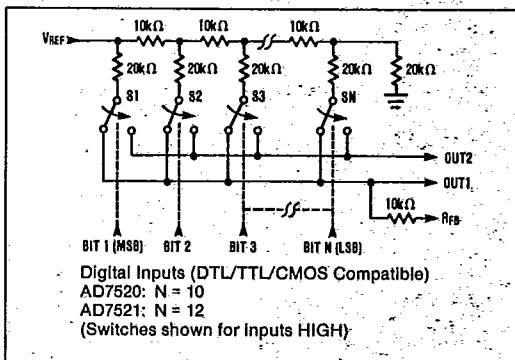 10kΩ 10kΩ 10kΩ
VREF
20kΩ 20kΩ 20kΩ 20kΩ 20kΩ
S1 S2 S3 SN
OUT2
OUT1
10kΩ
RFB
BIT 1 (MSB) BIT 2 BIT 3 BIT N (LSB)
Digital Inputs (DTL/TTL/CMOS Compatible)
AD7520: N = 10
AD7521: N = 12
(Switches shown for inputs HIGH)